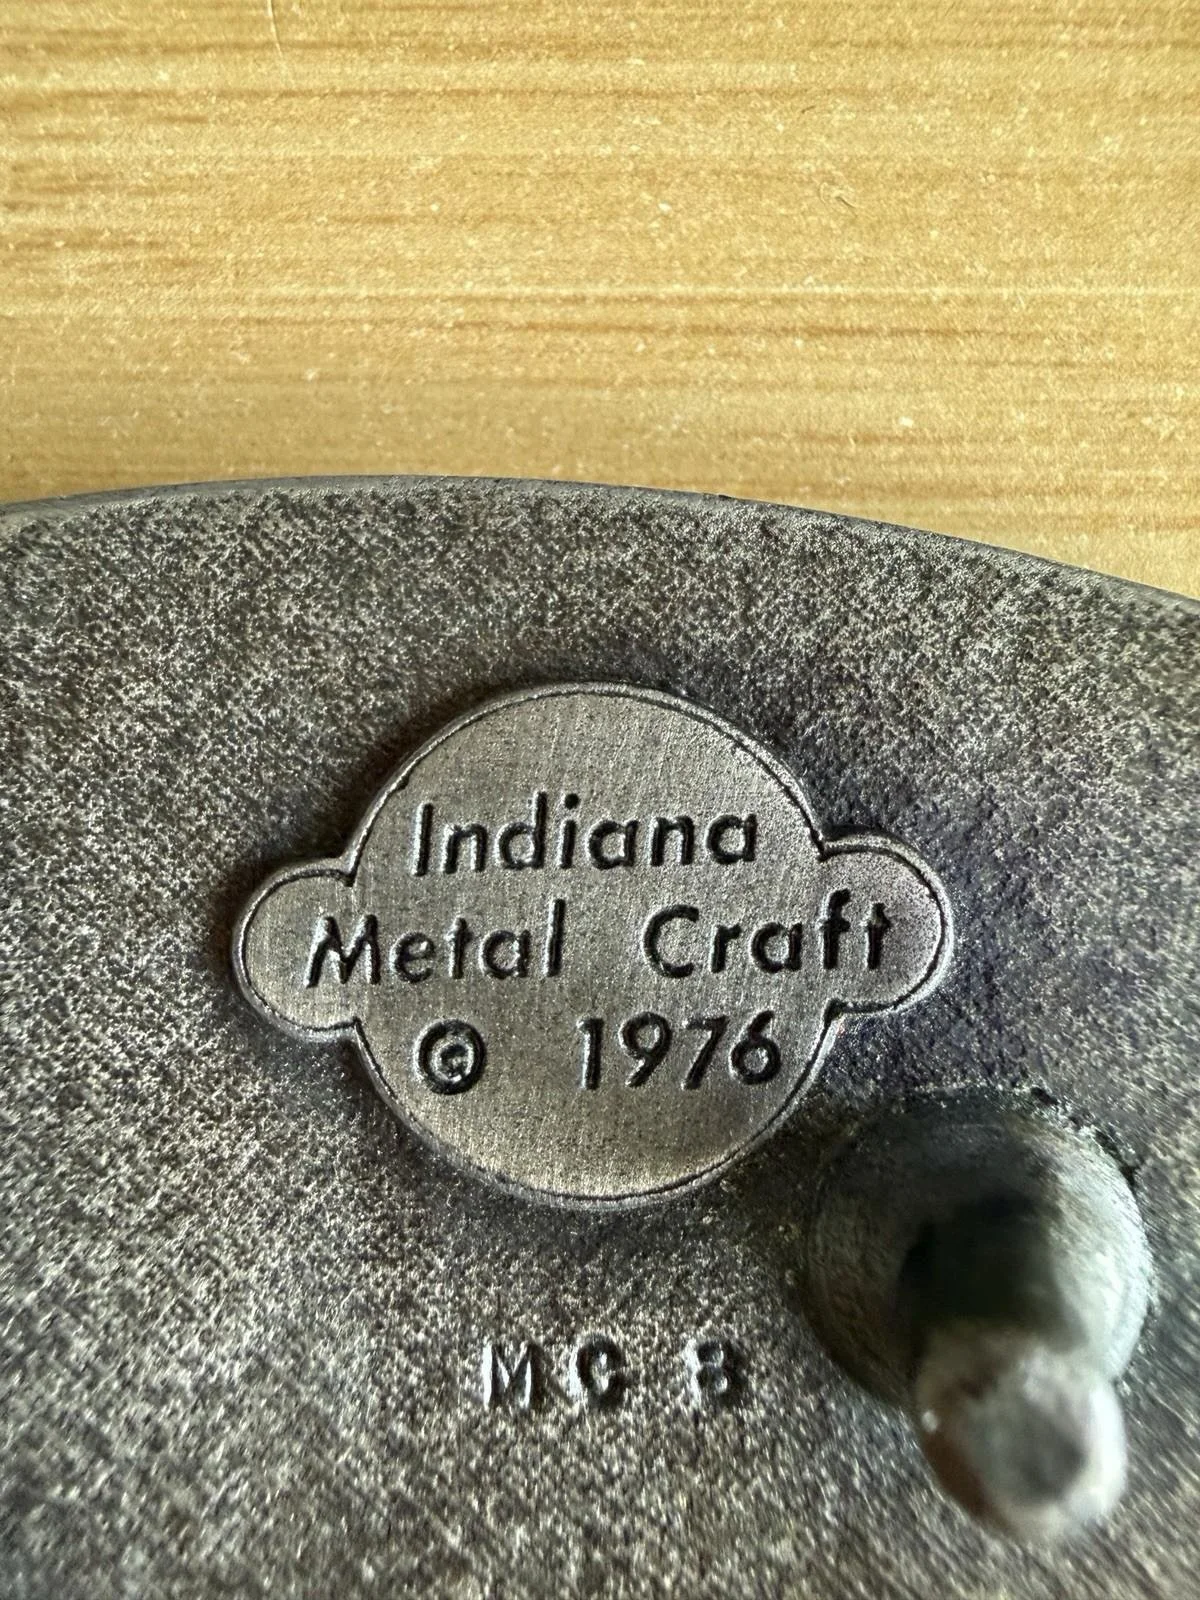 Indiana
Metal Craft
© 1976
MC 8